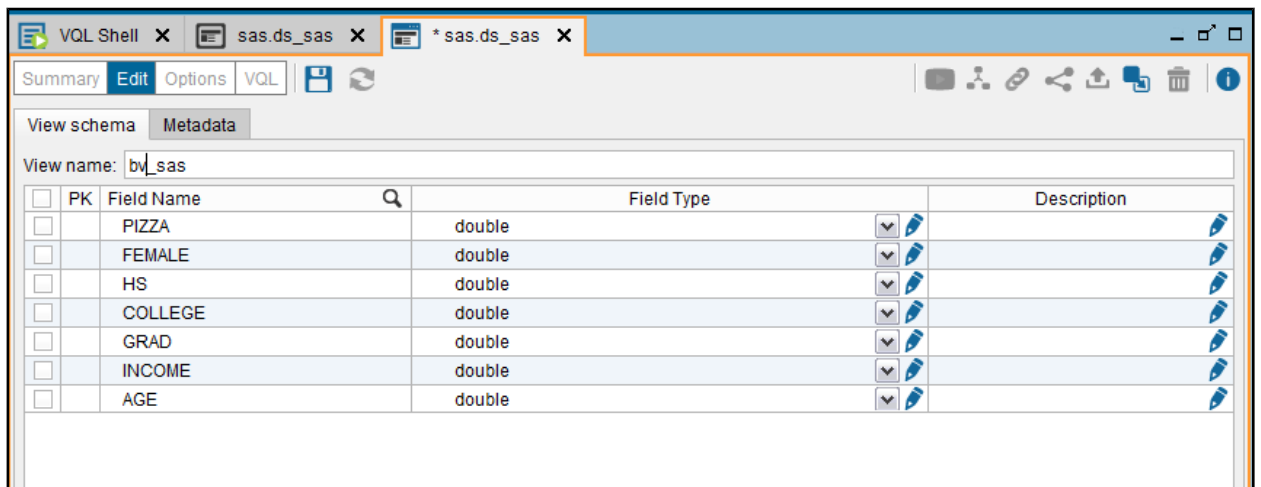 VQL Shell X sas.ds_sas X * sas.ds_sas X
Summary Edit Options VQL
View schema Metadata
View name: bv_sas
PK Field Name Field Type Description
PIZZA double
FEMALE double
HS double
COLLEGE double
GRAD double
INCOME double
AGE double